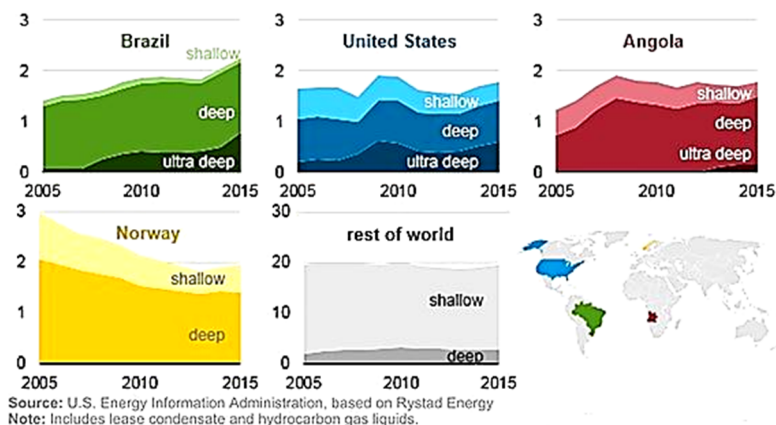 3
Brazil
shallow
2
deep
1
ultra deep
0
2005
2010
2015
3
United States
2
shallow
1
deep
ultra deep
0
2005
2010
2015
3
Angola
2
shallow
deep
1
ultra deep
0
2005
2010
2015
3
Norway
2
shallow
1
deep
0
2005
2010
2015
30
rest of world
20
shallow
10
deep
0
2005
2010
2015
Source: U.S. Energy Information Administration, based on Rystad Energy
Note: Includes lease condensate and hydrocarbon gas liquids.